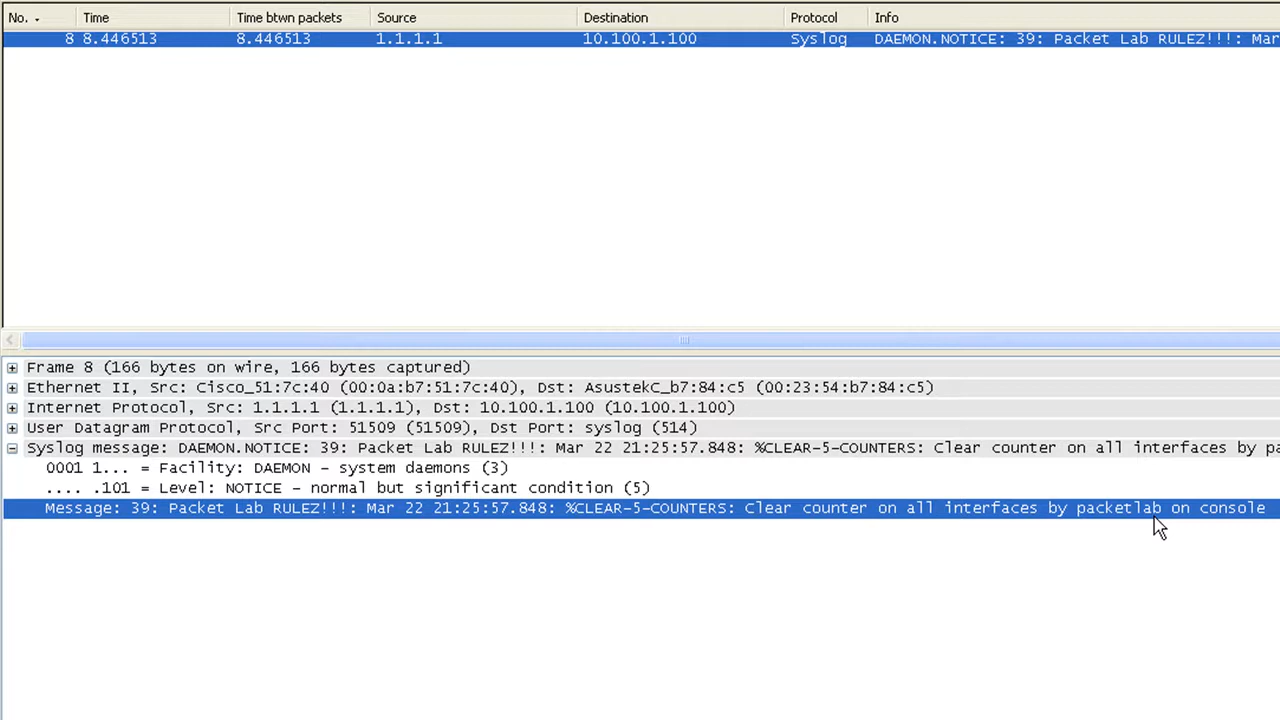 No. Time Time btwn packets Source Destination Protocol Info
8 8.446513 8.446513 1.1.1.1 10.100.1.100 Syslog DAEMON.NOTICE: 39: Packet Lab RULEZ!!!: Mar
Frame 8 (166 bytes on wire, 166 bytes captured)
Ethernet II, Src: Cisco_51:7c:40 (00:0a:b7:51:7c:40), Dst: AsustekC_b7:84:c5 (00:23:54:b7:84:c5)
Internet Protocol, Src: 1.1.1.1 (1.1.1.1), Dst: 10.100.1.100 (10.100.1.100)
User Datagram Protocol, Src Port: 51509 (51509), Dst Port: syslog (514)
Syslog message: DAEMON.NOTICE: 39: Packet Lab RULEZ!!!: Mar 22 21:25:57.848: %CLEAR-5-COUNTERS: Clear counter on all interfaces by pa
0001 1... = Facility: DAEMON - system daemons (3)
.... .101 = Level: NOTICE - normal but significant condition (5)
Message: 39: Packet Lab RULEZ!!!: Mar 22 21:25:57.848: %CLEAR-5-COUNTERS: Clear counter on all interfaces by packetlab on console